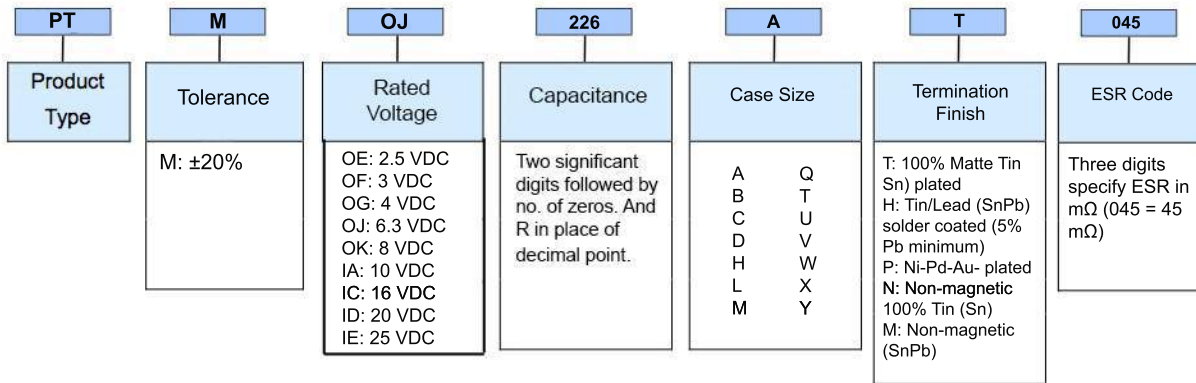 PT M OJ 226 A T 045
Product
Type
Tolerance
M: ±20%
Rated
Voltage
OE: 2.5 VDC
OF: 3 VDC
OG: 4 VDC
OJ: 6.3 VDC
OK: 8 VDC
IA: 10 VDC
IC: 16 VDC
ID: 20 VDC
IE: 25 VDC
Capacitance
Two significant
digits followed by
no. of zeros. And
R in place of
decimal point.
Case Size
A Q
B T
C U
D V
H W
L X
M Y
Termination
Finish
T: 100% Matte Tin
Sn) plated
H: Tin/Lead (SnPb)
solder coated (5%
Pb minimum)
P: Ni-Pd-Au- plated
N: Non-magnetic
100% Tin (Sn)
M: Non-magnetic
(SnPb)
ESR Code
Three digits
specify ESR in
mΩ (045 = 45
mΩ)